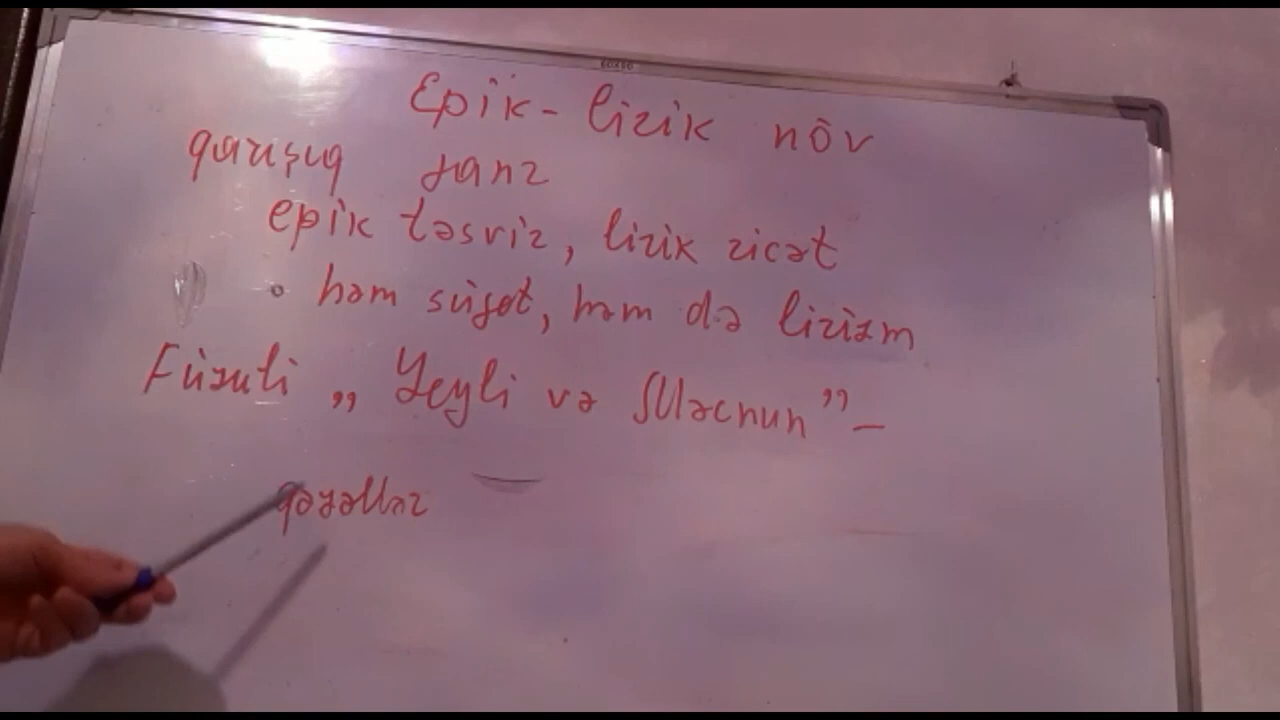 Epik - lirik növ
qarışıq janr
epik təsvir, lirik ricət
• həm süjet, həm də lirizm
Füzuli „Leyli və Məcnun” –
qəzəllər